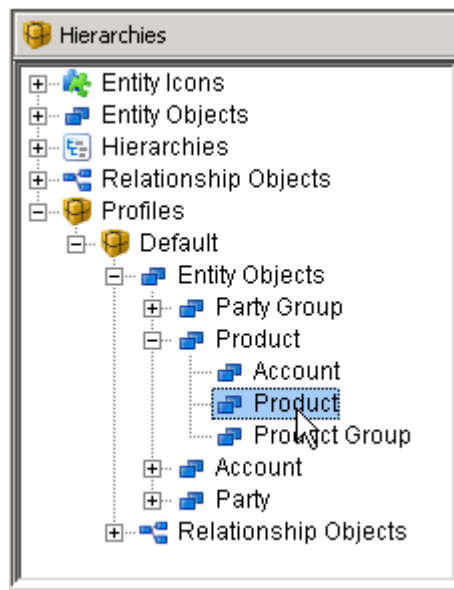 Hierarchies
Entity Icons
Entity Objects
Hierarchies
Relationship Objects
Profiles
Default
Entity Objects
Party Group
Product
Account
Product
Product Group
Account
Party
Relationship Objects